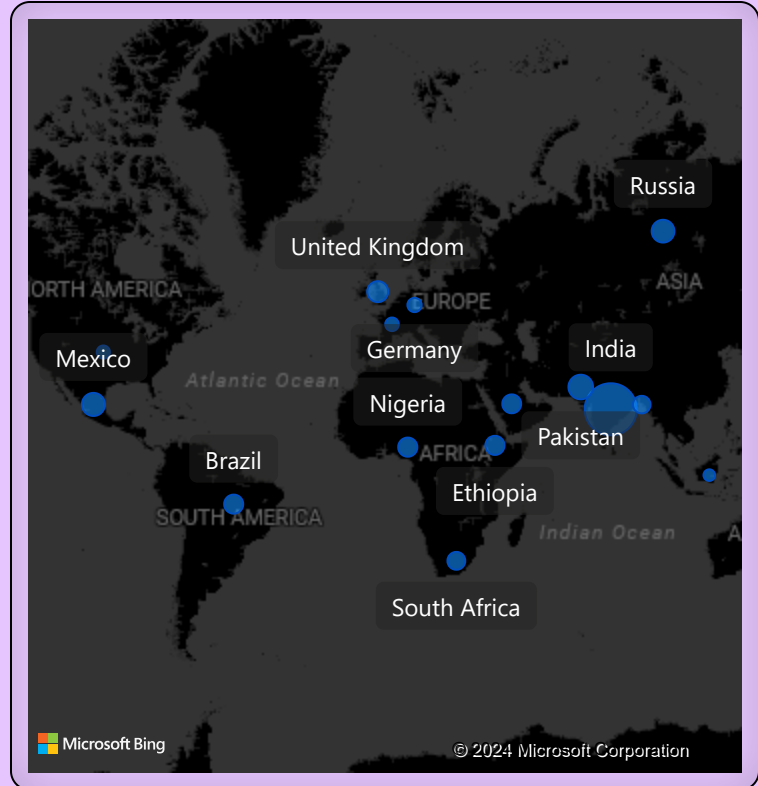 Russia
United Kingdom
ORTH AMERICA
ASIA
EUROPE
Mexico
Germany
India
Atlantic Ocean
Nigeria
Pakistan
AFRICA
Brazil
Ethiopia
SOUTH AMERICA
Indian Ocean
A
South Africa
Microsoft Bing
© 2024 Microsoft Corporation